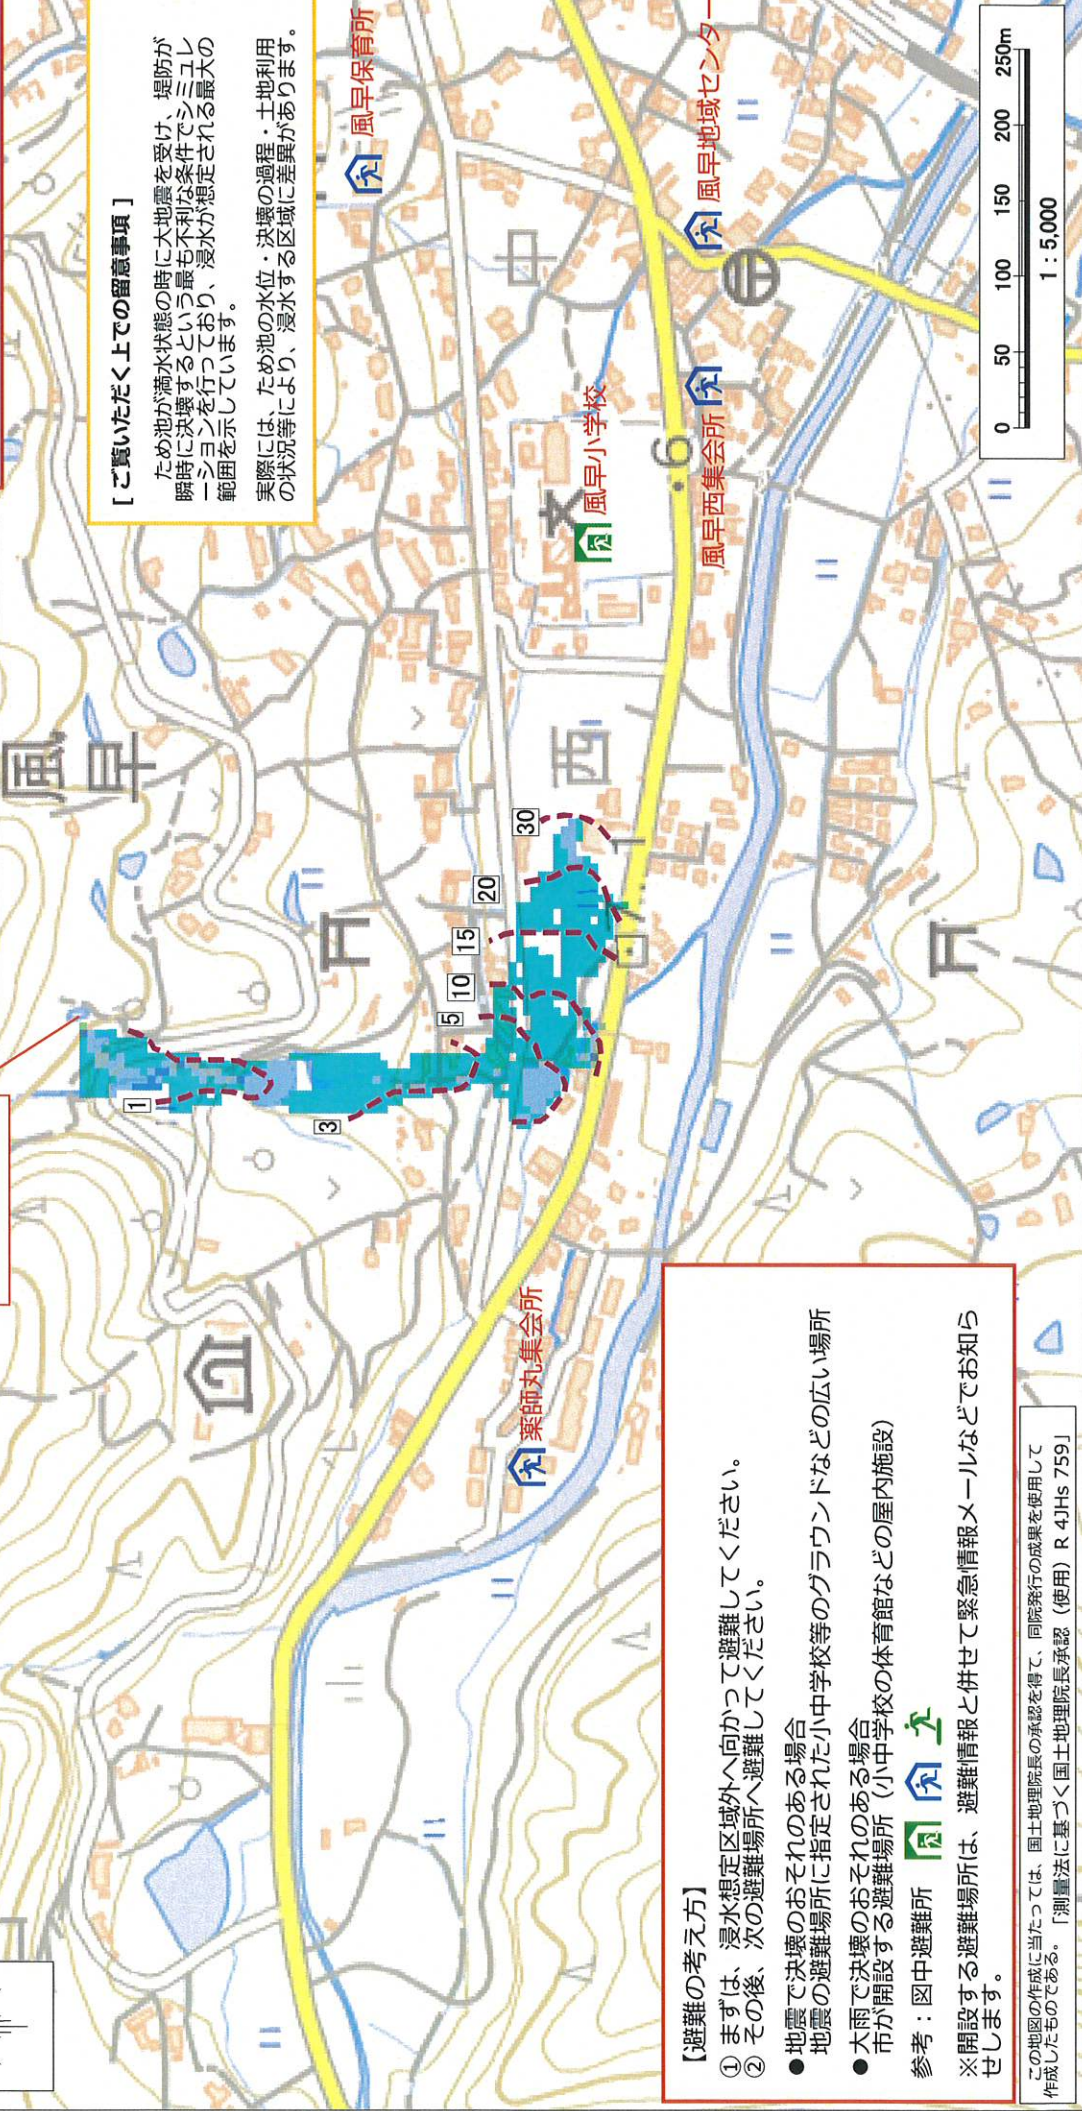 [ ご覧いただく上での留意事項 ]
ため池が満水状態の時に大地震を受け、堤防が
瞬時に決壊するという最も不利な条件でシミュレ
ーションを行っており、浸水が想定される最大の
範囲を示しています。
実際には、ため池の水位・決壊の過程・土地利用
の状況等により、浸水する区域に差異があります。
風早
風早保育所
中
風早小学校
文
風早地域センター
風早西集会所
西
6
1
3
5
10
15
20
30
薬師丸集会所
0 50 100 150 200 250m
1：5,000
【避難の考え方】
① まずは、浸水想定区域外へ向かって避難してください。
② その後、次の避難場所へ避難してください。
●地震で決壊のおそれのある場合
地震の避難場所に指定された小中学校等のグラウンドなどの広い場所
●大雨で決壊のおそれのある場合
市が開設する避難場所（小中学校の体育館などの屋内施設）
参考：図中避難所
※開設する避難場所は、避難情報と併せて緊急情報メールなどでお知ら
せします。
この地図の作成に当たっては、国土地理院長の承認を得て、同院発行の成果を使用して
作成したものである。「測量法に基づく国土地理院長承認（使用）R 4JHs 759」